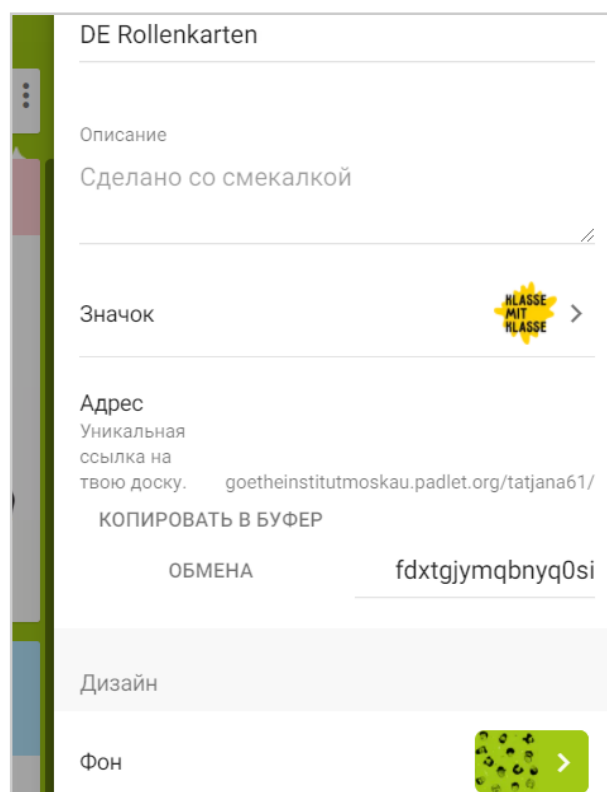 DE Rollenkarten
Описание
Сделано со смекалкой
Значок
KLASSE
MIT
KLASSE
Адрес
Уникальная
ссылка на
твою доску. goetheinstitutmoskau.padlet.org/tatjana61/
КОПИРОВАТЬ В БУФЕР
ОБМЕНА fdxtgjymqbnyq0si
Дизайн
Фон